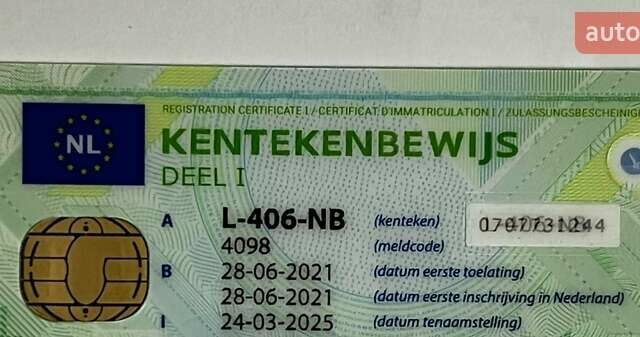 auto
REGISTRATION CERTIFICATE I / CERTIFICAT D'IMMATRICULATION I / ZULASSUNGSBESCHEINIG
NL
KENTEKENBEWIJS
DEEL I
A L-406-NB (kenteken)
4098 (meldcode)
B 28-06-2021 (datum eerste toelating)
28-06-2021 (datum eerste inschrijving in Nederland)
I 24-03-2025 (datum tenaamstelling)